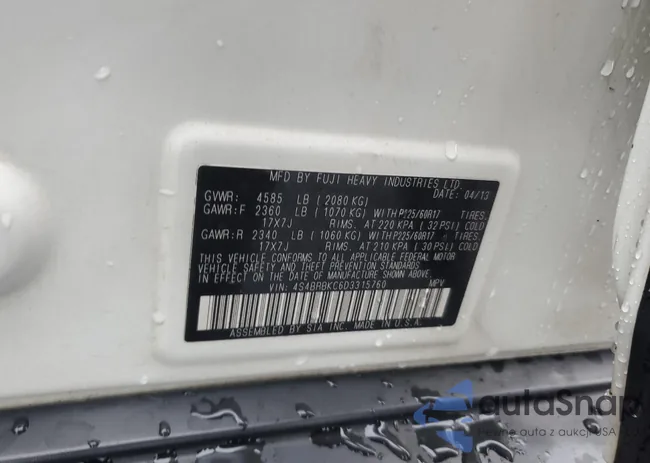 MFD BY FUJI HEAVY INDUSTRIES LTD.
DATE: 04/13
GVWR: 4585 LB (2080 KG)
GAWR:F 2360 LB (1070 KG) WITH P225/60R17 TIRES,
17X7J RIMS, AT 220 KPA (32 PSI) COLD
GAWR:R 2340 LB (1060 KG) WITH P225/60R17 TIRES,
17X7J RIMS, AT 210 KPA (30 PSI) COLD
THIS VEHICLE CONFORMS TO ALL APPLICABLE FEDERAL MOTOR
VEHICLE SAFETY AND THEFT PREVENTION STANDARDS
IN EFFECT ON THE DATE OF MANUFACTURE SHOWN ABOVE.
VIN: 4S4BRBKC6D3315760 MPV
ASSEMBLED BY SIA INC. MADE IN U.S.A.
autoSnap
z aukcji USA